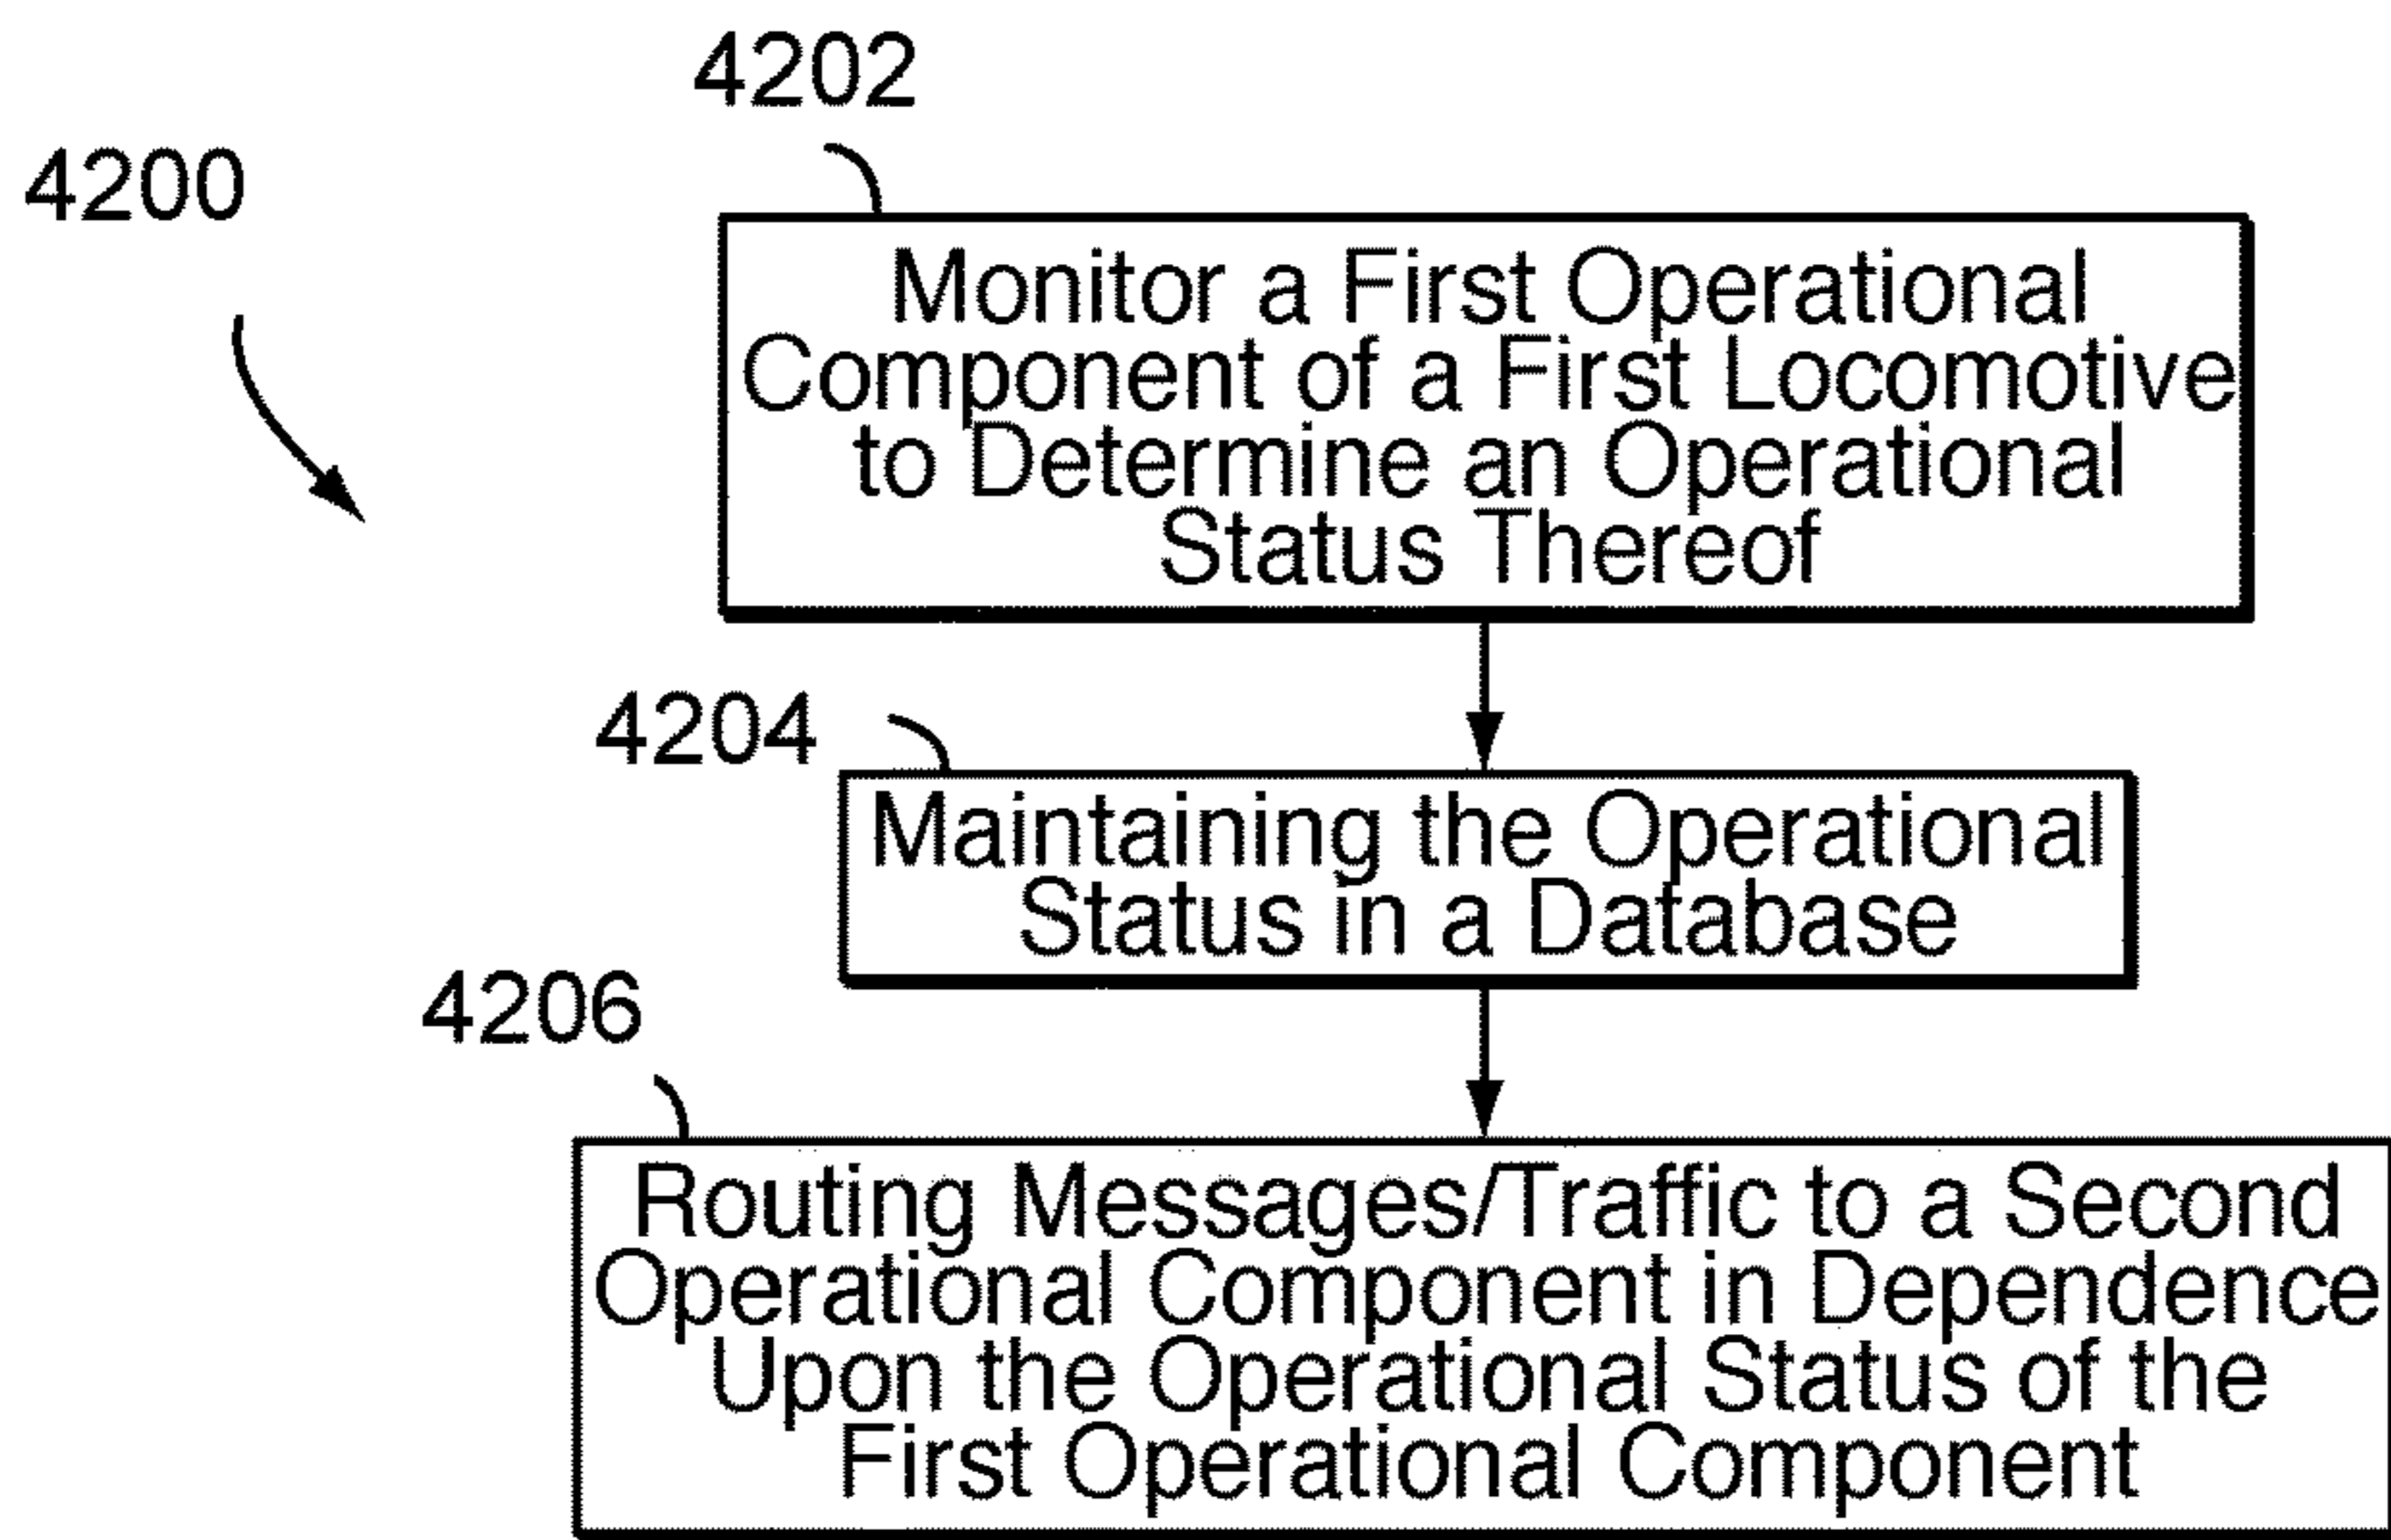 4202
4200
Monitor a First Operational
Component of a First Locomotive
to Determine an Operational
Status Thereof
4204
Maintaining the Operational
Status in a Database
4206
Routing Messages/Traffic to a Second
Operational Component in Dependence
Upon the Operational Status of the
First Operational Component